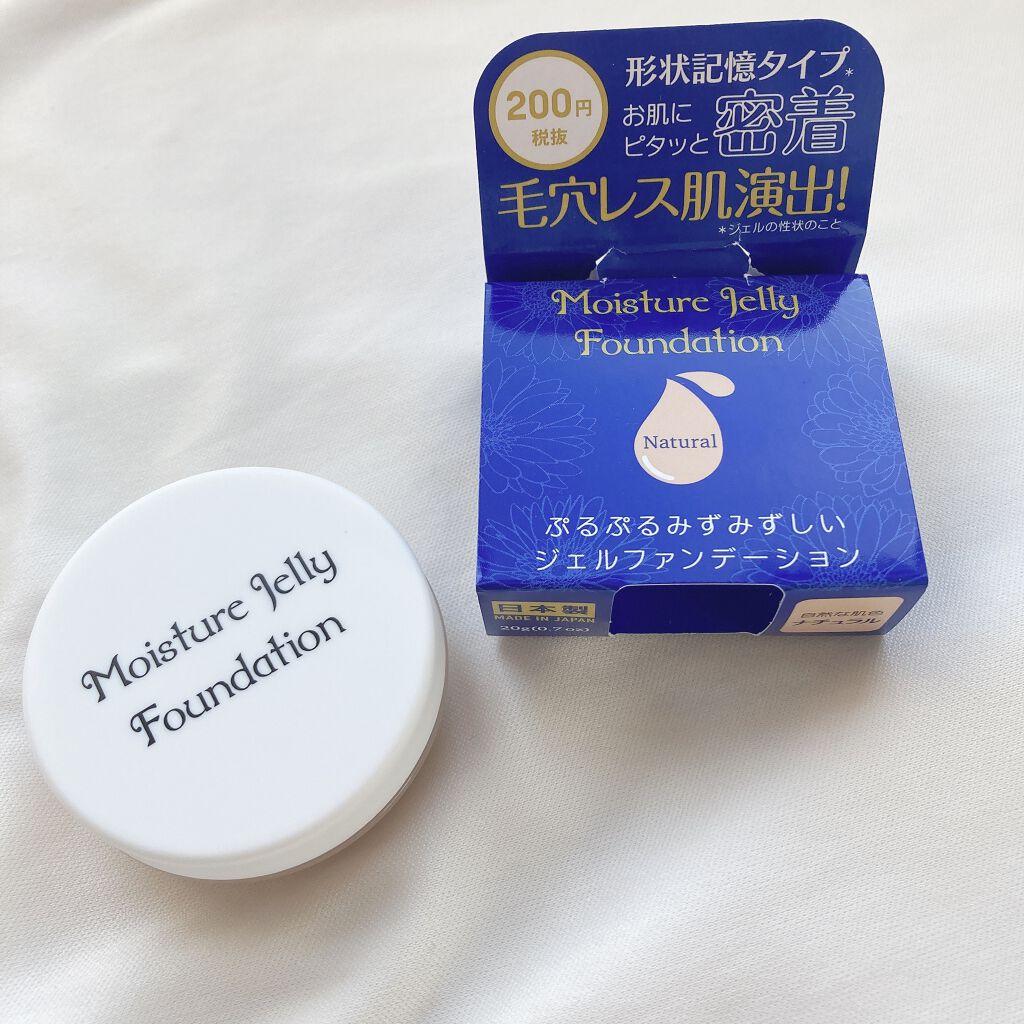 200円
税抜
形状記憶タイプ*
お肌に
ピタッと密着
毛穴レス肌演出!
*ジェルの性状のこと
Moisture Jelly
Foundation
Natural
ぷるぷるみずみずしい
ジェルファンデーション
日本製
MADE IN JAPAN
20g(0.7oz)
自然な肌色
ナチュラル
Moisture Jelly
Foundation